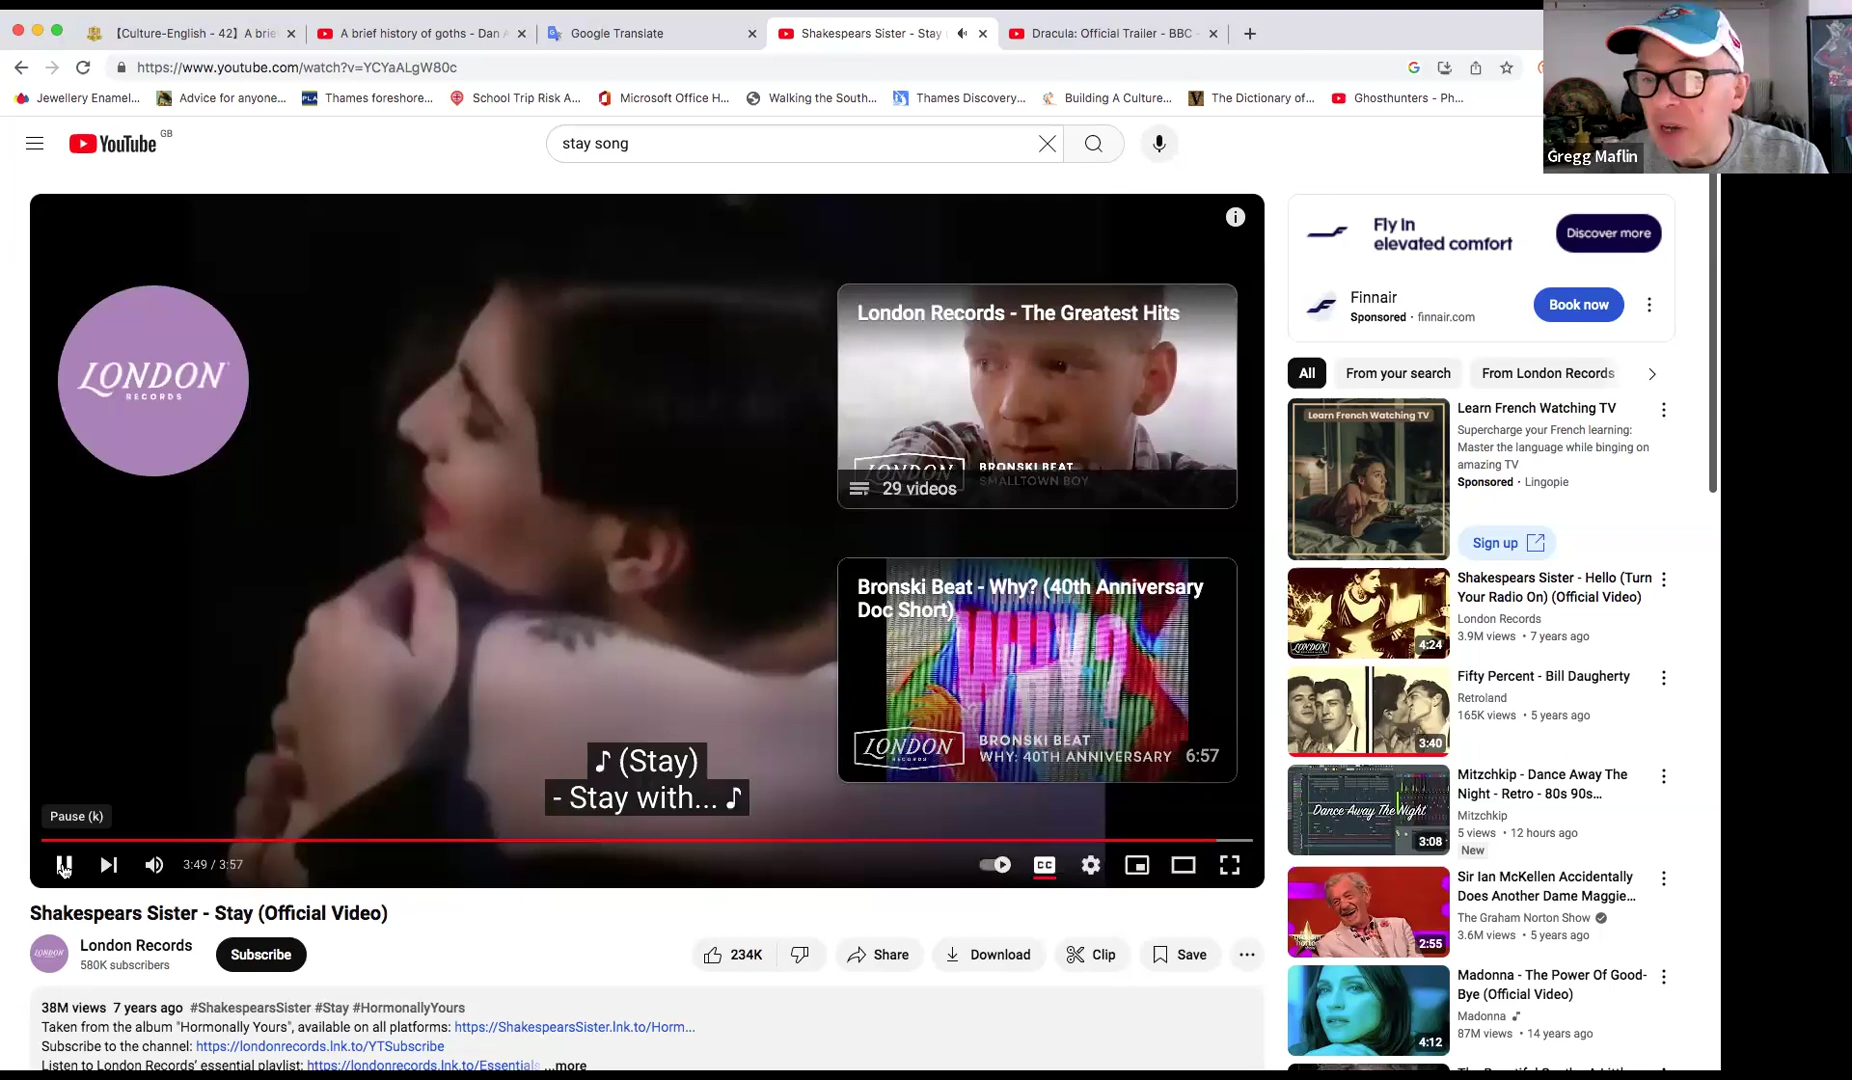 【Culture-English - 42】A brie
A brief history of goths - Dan A
Google Translate
Shakespears Sister - Stay
Dracula: Official Trailer - BBC -
https://www.youtube.com/watch?v=YCYaALgW80c
Jewellery Enamel...
Advice for anyone...
PLA
Thames foreshore...
School Trip Risk A...
Microsoft Office H...
Walking the South...
Thames Discovery...
Building A Culture...
The Dictionary of...
Ghosthunters - Ph...
Gregg Maflin
YouTube GB
stay song
LONDON
RECORDS
London Records - The Greatest Hits
LONDON
BRONSKI BEAT
SMALLTOWN BOY
29 videos
Bronski Beat - Why? (40th Anniversary
Doc Short)
WHY?
LONDON
RECORDS
BRONSKI BEAT
WHY: 40TH ANNIVERSARY
6:57
♪ (Stay)
- Stay with... ♪
Pause (k)
3:49 / 3:57
CC
Shakespears Sister - Stay (Official Video)
London Records
580K subscribers
Subscribe
234K
Share
Download
Clip
Save
38M views 7 years ago #ShakespearsSister #Stay #HormonallyYours
Taken from the album "Hormonally Yours", available on all platforms: https://ShakespearsSister.lnk.to/Horm...
Subscribe to the channel: https://londonrecords.lnk.to/YTSubscribe
Listen to London Records' essential playlist: https://londonrecords.lnk.to/Essentials ...more
Fly in
elevated comfort
Discover more
Finnair
Sponsored · finnair.com
Book now
All
From your search
From London Records
Learn French Watching TV
Learn French Watching TV
Supercharge your French learning:
Master the language while binging on
amazing TV
Sponsored · Lingopie
Sign up
Shakespears Sister - Hello (Turn
Your Radio On) (Official Video)
London Records
3.9M views · 7 years ago
LONDON
4:24
Fifty Percent - Bill Daugherty
Retroland
165K views · 5 years ago
3:40
Mitzchkip - Dance Away The
Night - Retro - 80s 90s...
Mitzchkip
5 views · 12 hours ago
New
Dance Away The Night
3:08
Sir Ian McKellen Accidentally
Does Another Dame Maggie...
The Graham Norton Show
3.6M views · 5 years ago
2:55
Madonna - The Power Of Good-
Bye (Official Video)
Madonna
87M views · 14 years ago
4:12